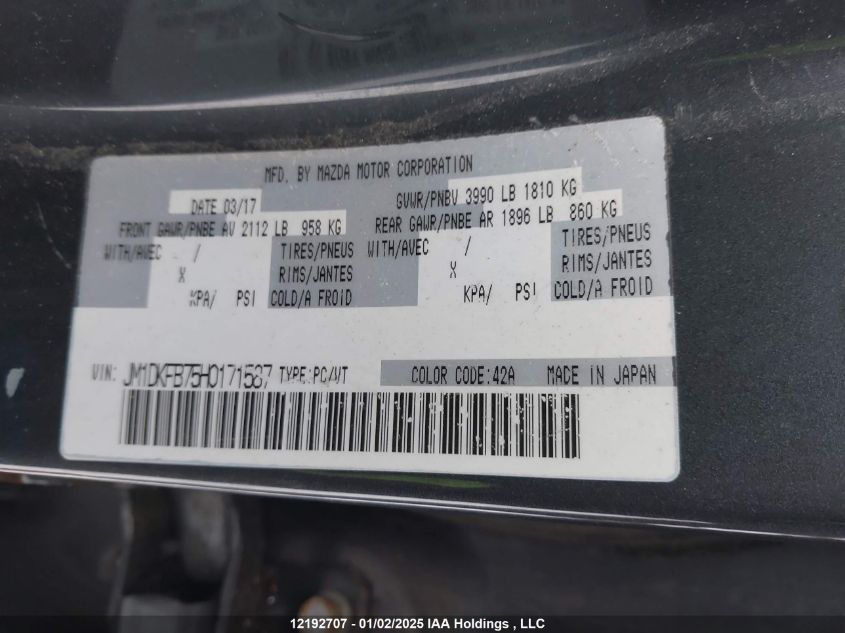 MFD. BY MAZDA MOTOR CORPORATION
DATE 03/17 GVWR/PNBV 3990 LB 1810 KG
FRONT GAWR/PNBE AV 2112 LB 958 KG REAR GAWR/PNBE AR 1896 LB 860 KG
WITH/AVEC / TIRES/PNEUS WITH/AVEC / TIRES/PNEUS
X RIMS/JANTES X RIMS/JANTES
KPA/ PSI COLD/A FROID KPA/ PSI COLD/A FROID
VIN: JM1DKFB75H0171587 TYPE:PC/VT COLOR CODE:42A MADE IN JAPAN
12192707 - 01/02/2025 IAA Holdings , LLC